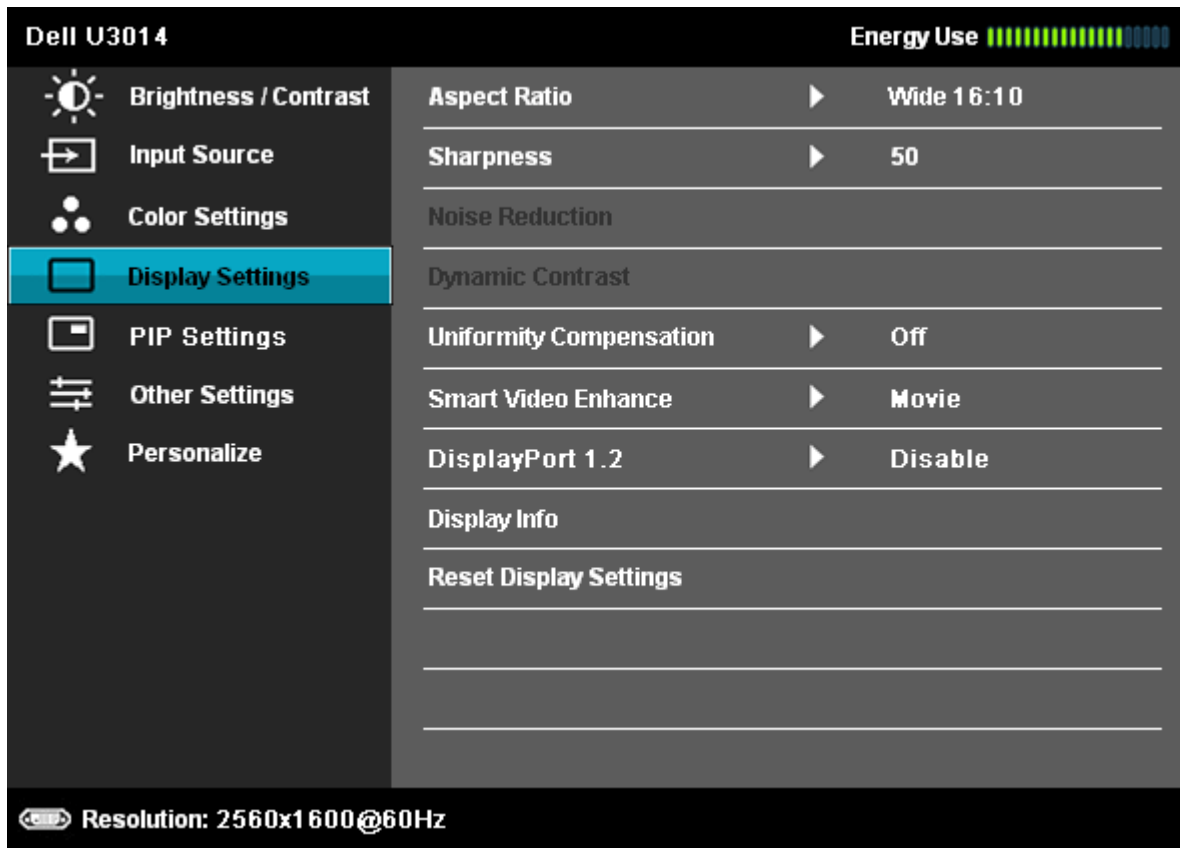 Dell U3014
Energy Use
Brightness / Contrast
Input Source
Color Settings
Display Settings
PIP Settings
Other Settings
Personalize
Aspect Ratio Wide 16:10
Sharpness 50
Noise Reduction
Dynamic Contrast
Uniformity Compensation Off
Smart Video Enhance Movie
DisplayPort 1.2 Disable
Display Info
Reset Display Settings
Resolution: 2560x1600@60Hz